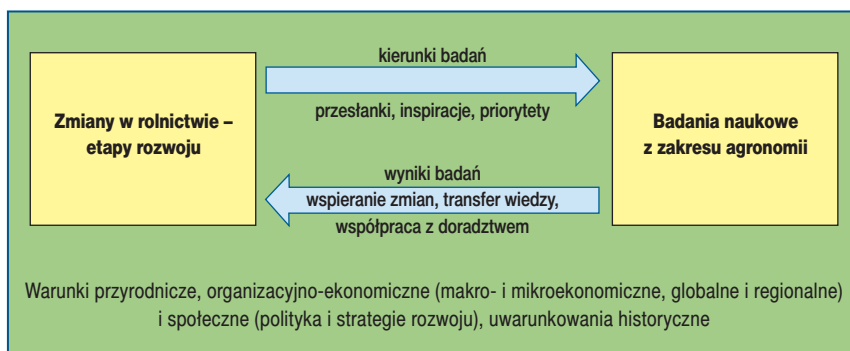 kierunki badań
przesłanki, inspiracje, priorytety
Zmiany w rolnictwie –
etapy rozwoju
Badania naukowe
z zakresu agronomii
wyniki badań
wspieranie zmian, transfer wiedzy,
współpraca z doradztwem
Warunki przyrodnicze, organizacyjno-ekonomiczne (makro- i mikroekonomiczne, globalne i regionalne)
i społeczne (polityka i strategie rozwoju), uwarunkowania historyczne